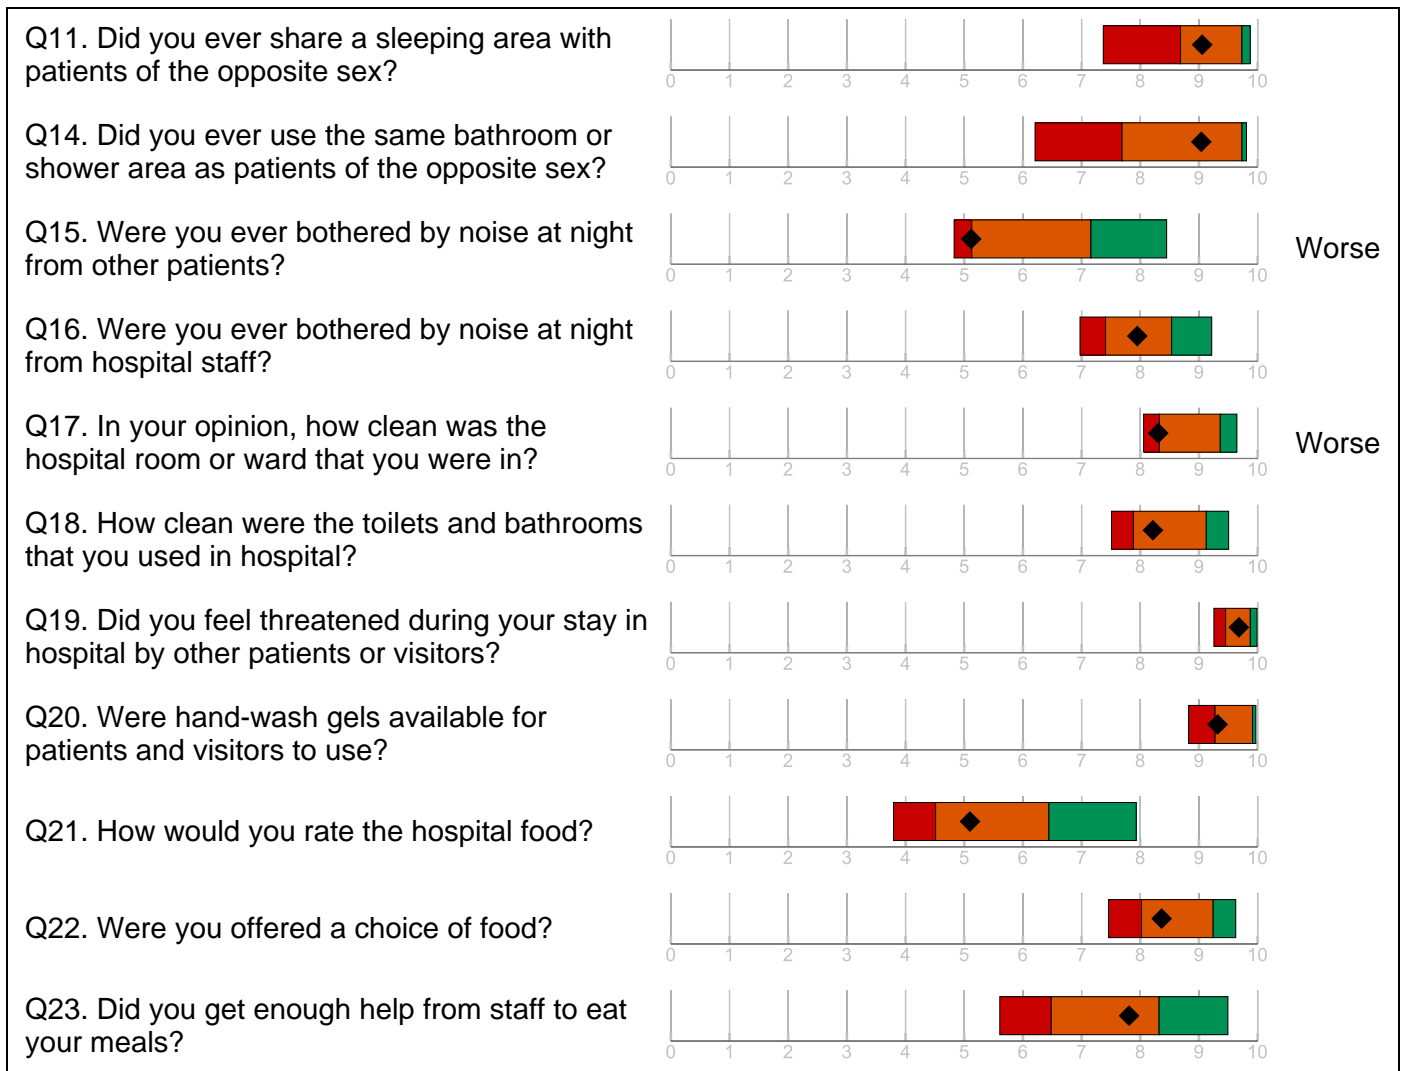 Q11. Did you ever share a sleeping area with
patients of the opposite sex?
0 1 2 3 4 5 6 7 8 9 10
Q14. Did you ever use the same bathroom or
shower area as patients of the opposite sex?
0 1 2 3 4 5 6 7 8 9 10
Q15. Were you ever bothered by noise at night
from other patients?
Worse
0 1 2 3 4 5 6 7 8 9 10
Q16. Were you ever bothered by noise at night
from hospital staff?
0 1 2 3 4 5 6 7 8 9 10
Q17. In your opinion, how clean was the
hospital room or ward that you were in?
Worse
0 1 2 3 4 5 6 7 8 9 10
Q18. How clean were the toilets and bathrooms
that you used in hospital?
0 1 2 3 4 5 6 7 8 9 10
Q19. Did you feel threatened during your stay in
hospital by other patients or visitors?
0 1 2 3 4 5 6 7 8 9 10
Q20. Were hand-wash gels available for
patients and visitors to use?
0 1 2 3 4 5 6 7 8 9 10
Q21. How would you rate the hospital food?
0 1 2 3 4 5 6 7 8 9 10
Q22. Were you offered a choice of food?
0 1 2 3 4 5 6 7 8 9 10
Q23. Did you get enough help from staff to eat
your meals?
0 1 2 3 4 5 6 7 8 9 10